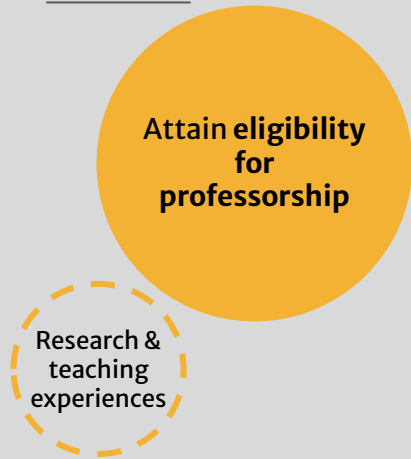 Attain eligibility
for
professorship
Research &
teaching
experiences